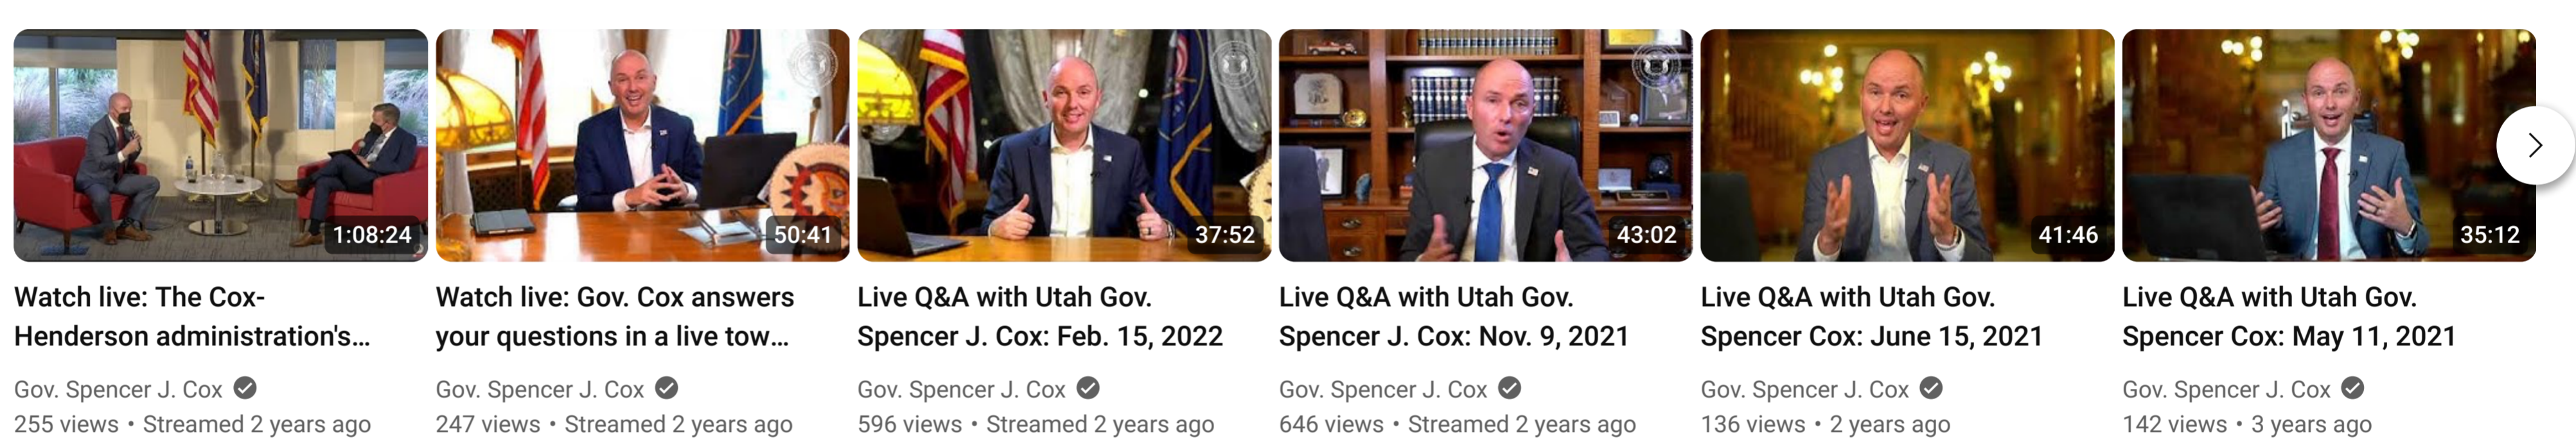 1:08:24
Watch live: The Cox-
Henderson administration's...
Gov. Spencer J. Cox
255 views • Streamed 2 years ago
50:41
Watch live: Gov. Cox answers
your questions in a live tow...
Gov. Spencer J. Cox
247 views • Streamed 2 years ago
37:52
Live Q&A with Utah Gov.
Spencer J. Cox: Feb. 15, 2022
Gov. Spencer J. Cox
596 views • Streamed 2 years ago
43:02
Live Q&A with Utah Gov.
Spencer J. Cox: Nov. 9, 2021
Gov. Spencer J. Cox
646 views • Streamed 2 years ago
41:46
Live Q&A with Utah Gov.
Spencer Cox: June 15, 2021
Gov. Spencer J. Cox
136 views • 2 years ago
35:12
Live Q&A with Utah Gov.
Spencer Cox: May 11, 2021
Gov. Spencer J. Cox
142 views • 3 years ago